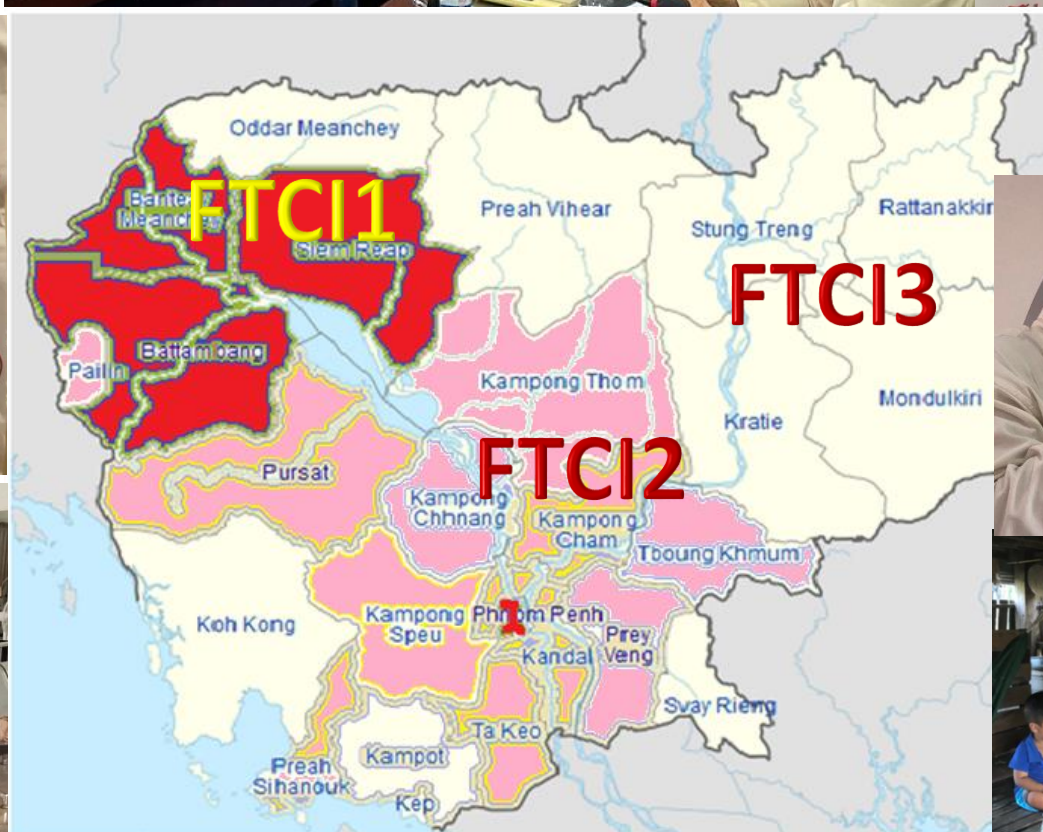 Oddar Meanchey
FTCI1
Meanchey
Siem Reap
Preah Vihear
Stung Treng
Rattanakkir
FTCI3
Battambang
Pailin
Kampong Thom
Kratie
Mondulkiri
FTCI2
Pursat
Kampong
Chhnang
Kampong
Cham
Tboung Khmum
Koh Kong
Kampong
Speu
Phnom Penh
Prey
Veng
Kandal
Svay Rieng
Ta Keo
Preah
Sihanouk
Kampot
Kep